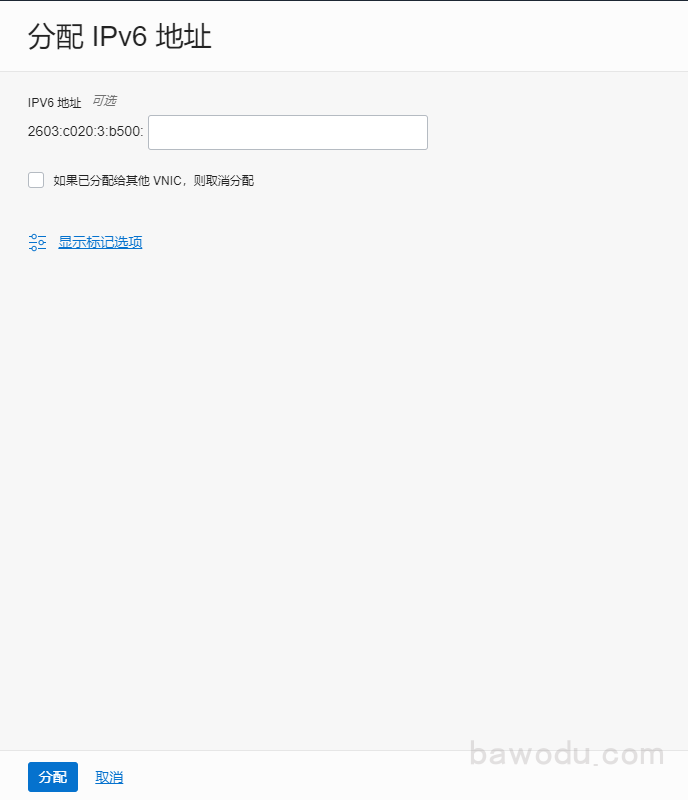 分配 IPv6 地址
IPV6 地址 可选
2603:c020:3:b500:
如果已分配给其他 VNIC，则取消分配
显示标记选项
bawodu.com
分配 取消